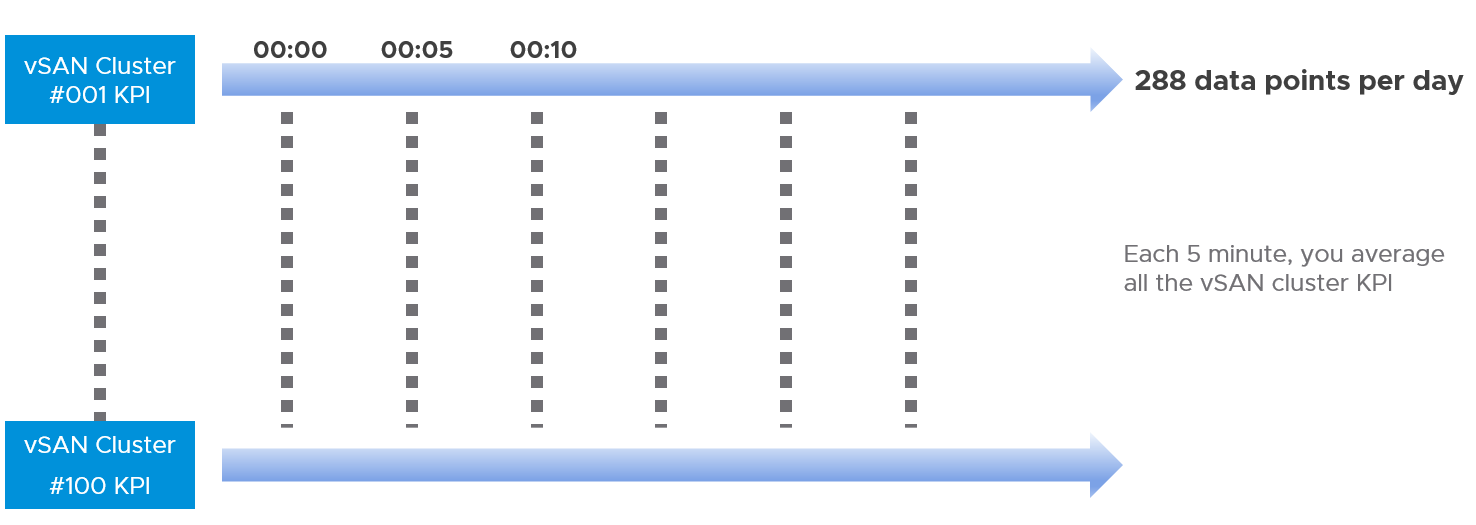 vSAN Cluster
#001 KPI
00:00 00:05 00:10
288 data points per day
Each 5 minute, you average
all the vSAN cluster KPI
vSAN Cluster
#100 KPI